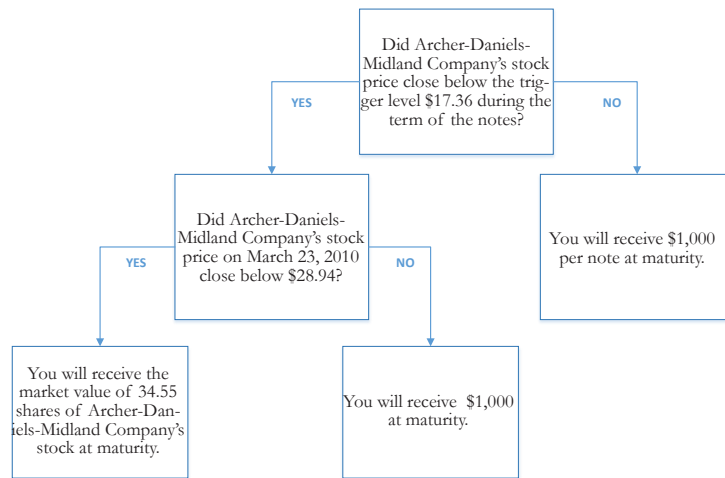 Did Archer-Daniels-
Midland Company's stock
price close below the trig-
ger level $17.36 during the
term of the notes?
YES
NO
Did Archer-Daniels-
Midland Company's stock
price on March 23, 2010
close below $28.94?
You will receive $1,000
per note at maturity.
YES
NO
You will receive the
market value of 34.55
shares of Archer-Dan-
iels-Midland Company's
stock at maturity.
You will receive $1,000
at maturity.